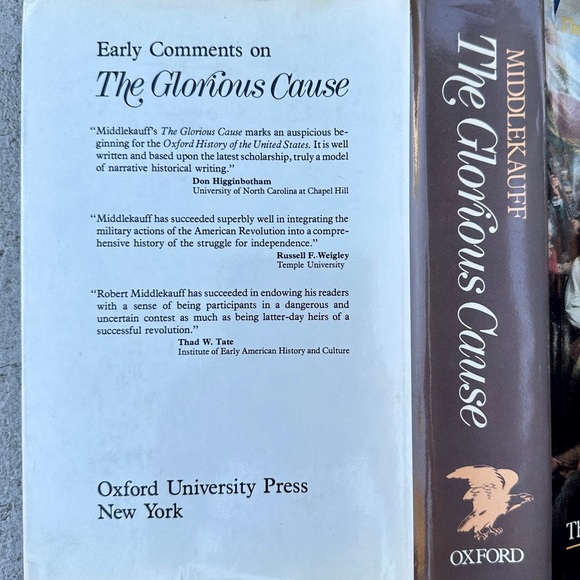 Early Comments on
The Glorious Cause
“Middlekauff's The Glorious Cause marks an auspicious be-
ginning for the Oxford History of the United States. It is well
written and based upon the latest scholarship, truly a model
of narrative historical writing.”
Don Higginbotham
University of North Carolina at Chapel Hill
“Middlekauff has succeeded superbly well in integrating the
military actions of the American Revolution into a compre-
hensive history of the struggle for independence.”
Russell F. Weigley
Temple University
“Robert Middlekauff has succeeded in endowing his readers
with a sense of being participants in a dangerous and
uncertain contest as much as being latter-day heirs of a
successful revolution.”
Thad W. Tate
Institute of Early American History and Culture
Oxford University Press
New York
MIDDLEKAUFF
The Glorious Cause
OXFORD